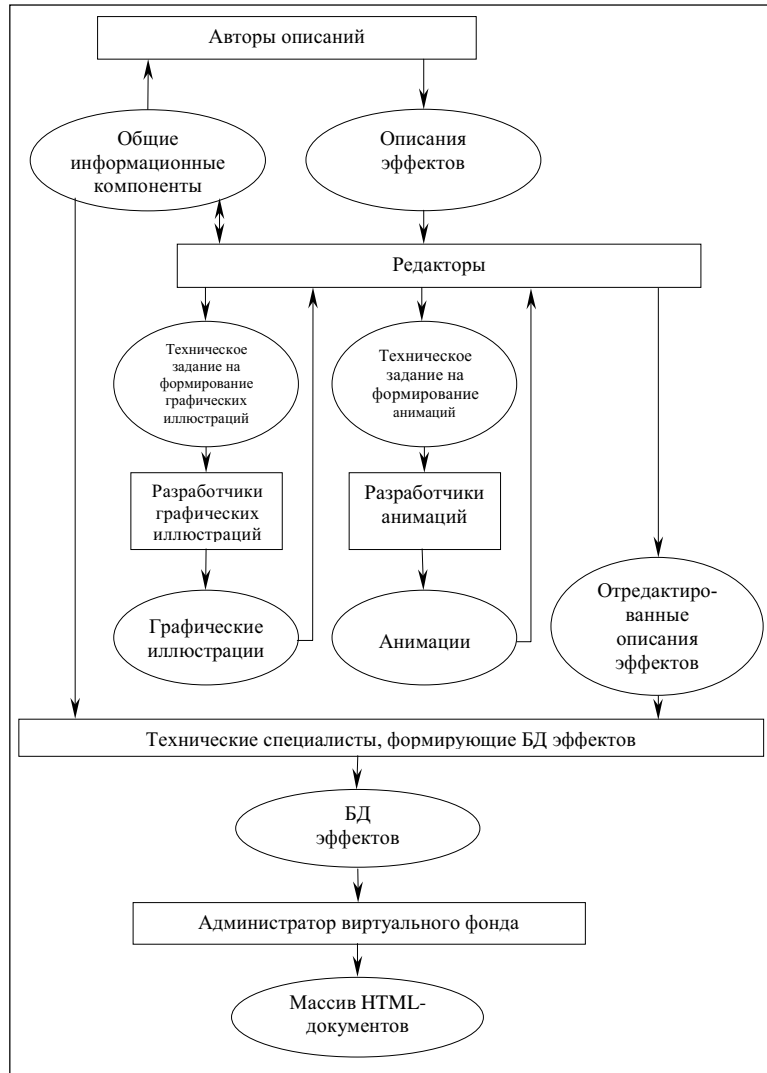 Авторы описаний
Общие
информационные
компоненты
Описания
эффектов
Редакторы
Техническое
задание на
формирование
графических
иллюстраций
Техническое
задание на
формирование
анимаций
Разработчики
графических
иллюстраций
Разработчики
анимаций
Графические
иллюстрации
Анимации
Отредактиро-
ванные
описания
эффектов
Технические специалисты, формирующие БД эффектов
БД
эффектов
Администратор виртуального фонда
Массив HTML-
документов